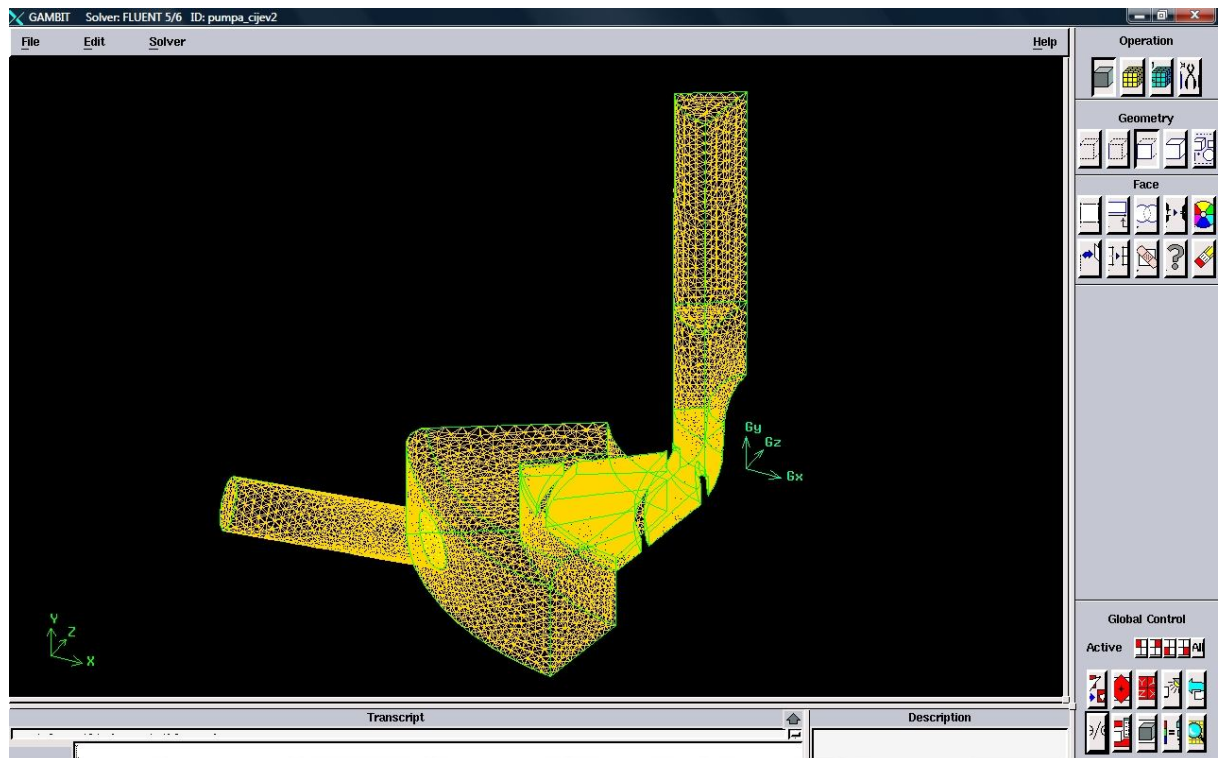 GAMBIT Solver: FLUENT 5/6 ID: pumpa_cijev2
File Edit Solver Help
Operation
Geometry
Face
Gy
Gz
Gx
Y
Z
X
Global Control
Active All
Transcript
Description